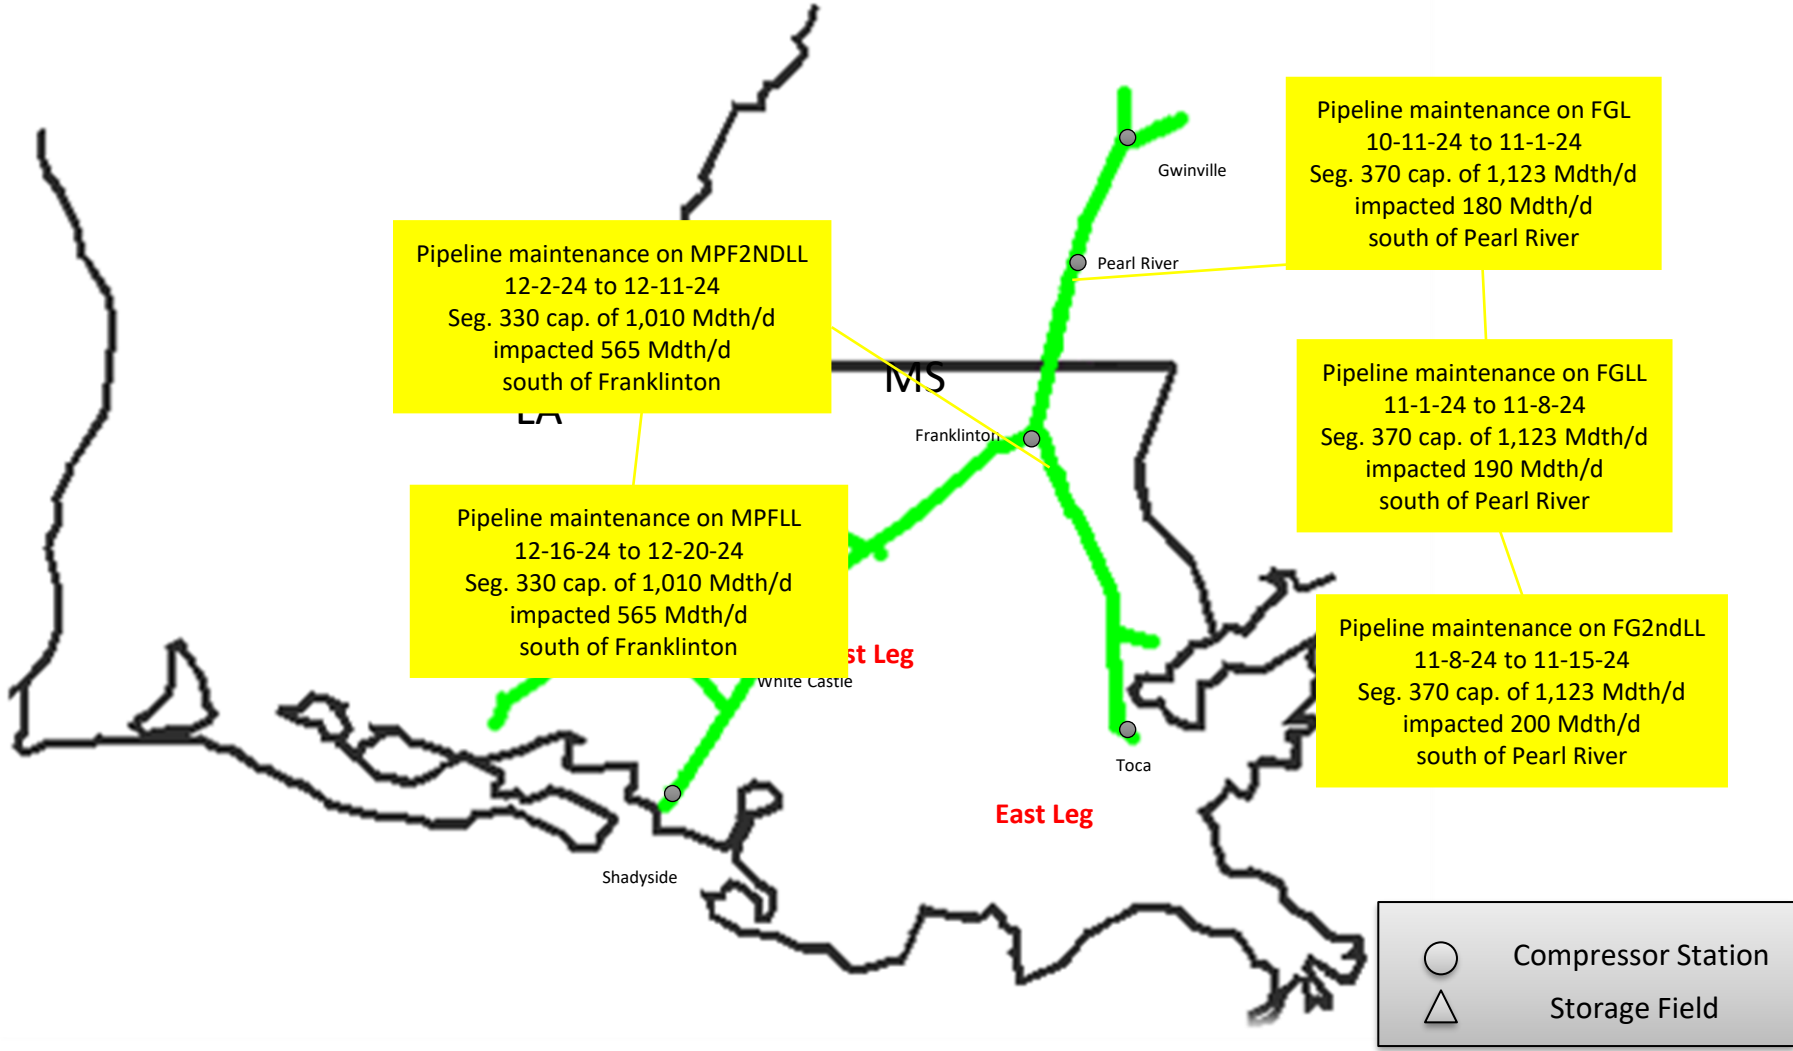 Pipeline maintenance on FGL
10-11-24 to 11-1-24
Seg. 370 cap. of 1,123 Mdth/d
impacted 180 Mdth/d
south of Pearl River
Gwinville
Pipeline maintenance on MPF2NDLL
12-2-24 to 12-11-24
Seg. 330 cap. of 1,010 Mdth/d
impacted 565 Mdth/d
south of Franklinton
Pearl River
MS
LA
Pipeline maintenance on FGLL
11-1-24 to 11-8-24
Seg. 370 cap. of 1,123 Mdth/d
impacted 190 Mdth/d
south of Pearl River
Franklinton
Pipeline maintenance on MPFLL
12-16-24 to 12-20-24
Seg. 330 cap. of 1,010 Mdth/d
impacted 565 Mdth/d
south of Franklinton
st Leg
White Castle
Pipeline maintenance on FG2ndLL
11-8-24 to 11-15-24
Seg. 370 cap. of 1,123 Mdth/d
impacted 200 Mdth/d
south of Pearl River
Toca
East Leg
Shadyside
Compressor Station
Storage Field